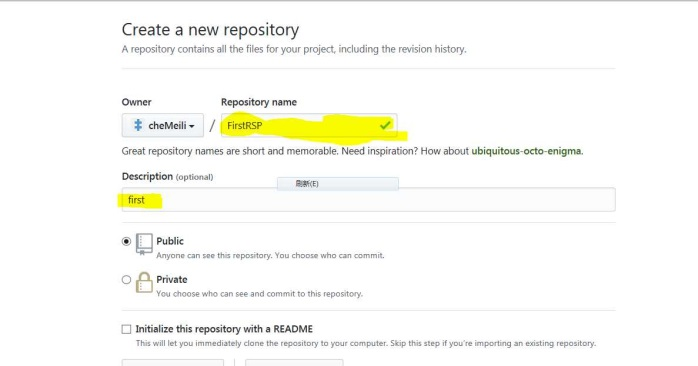 Create a new repository
A repository contains all the files for your project, including the revision history.
Owner Repository name
cheMeili / FirstRSP
Great repository names are short and memorable. Need inspiration? How about ubiquitous-octo-enigma.
Description (optional)
刷新(E)
first
Public
Anyone can see this repository. You choose who can commit.
Private
You choose who can see and commit to this repository.
Initialize this repository with a README
This will let you immediately clone the repository to your computer. Skip this step if you're importing an existing repository.